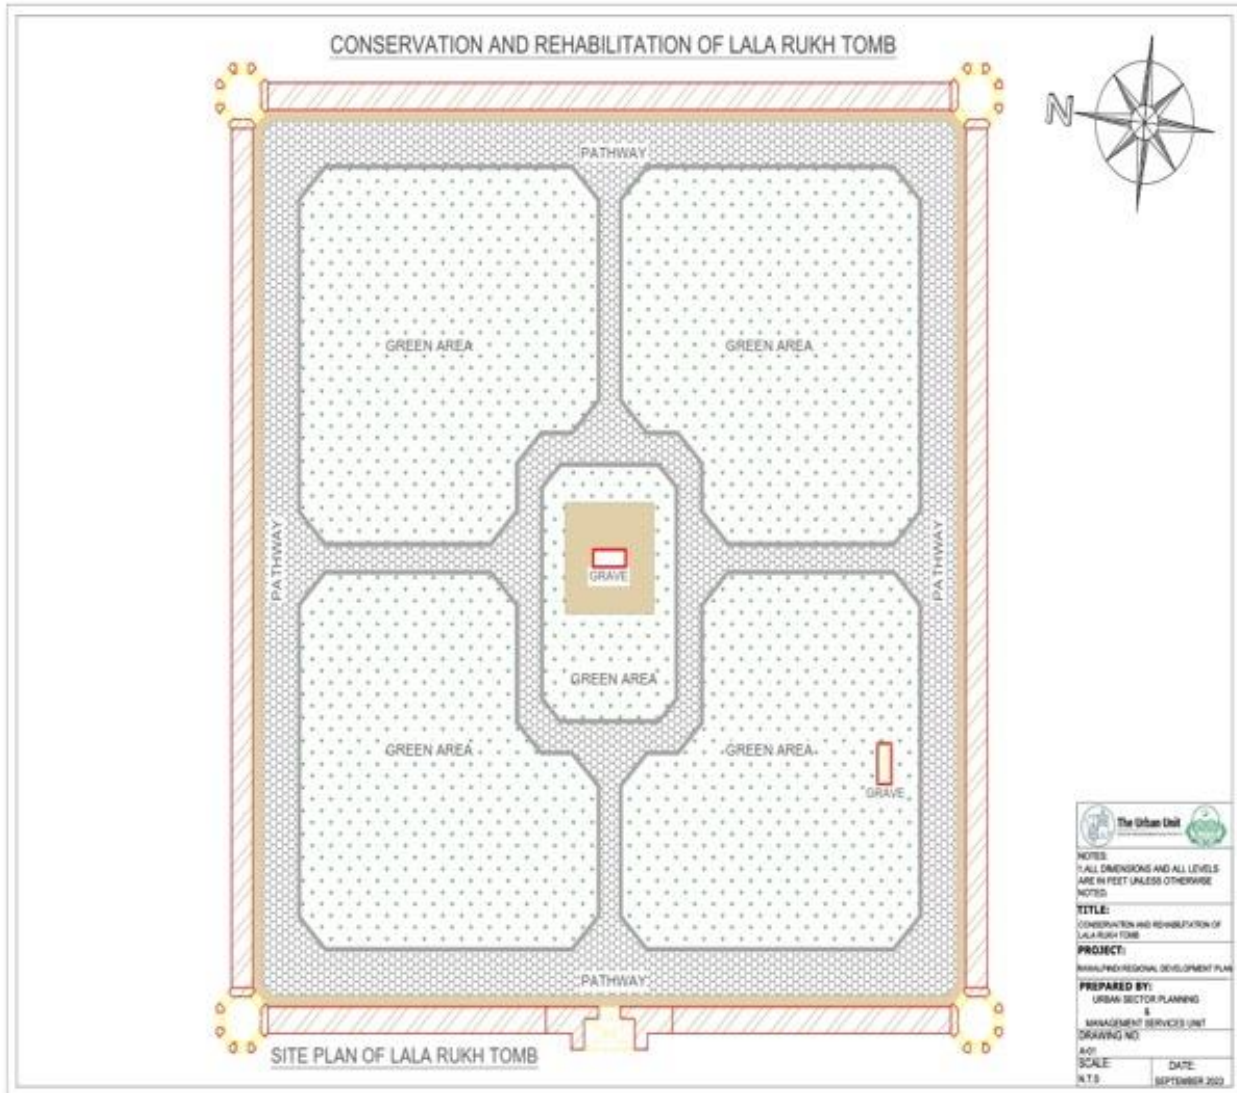 CONSERVATION AND REHABILITATION OF LALA RUKH TOMB
N
PATHWAY
GREEN AREA
GREEN AREA
PATHWAY
PATHWAY
GRAVE
GREEN AREA
GREEN AREA
GREEN AREA
GRAVE
PATHWAY
SITE PLAN OF LALA RUKH TOMB
The Urban Unit
NOTES:
1.ALL DIMENSIONS AND ALL LEVELS
ARE IN FEET UNLESS OTHERWISE
NOTED.
TITLE:
CONSERVATION AND REHABILITATION OF
LALA RUKH TOMB
PROJECT:
RAWALPINDI REGIONAL DEVELOPMENT PLAN
PREPARED BY:
URBAN SECTOR PLANNING
&
MANAGEMENT SERVICES UNIT
DRAWING NO:
A-01
SCALE:
N.T.S
DATE:
SEPTEMBER